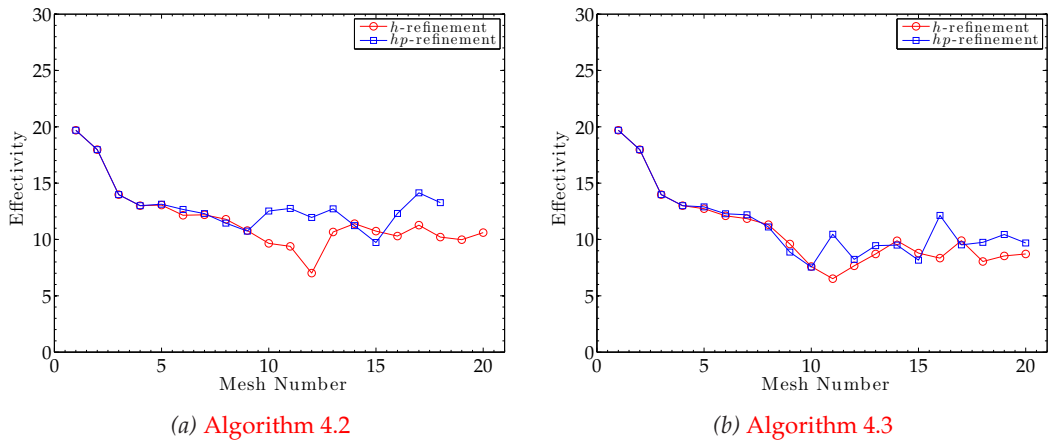 30
25
20
15
10
5
0
Effectivity
0 5 10 15 20
Mesh Number
h-refinement
hp-refinement
(a) Algorithm 4.2
30
25
20
15
10
5
0
Effectivity
0 5 10 15 20
Mesh Number
h-refinement
hp-refinement
(b) Algorithm 4.3